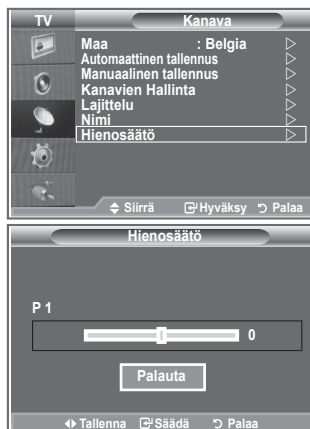 TV Kanava
Maa : Belgia
Automaattinen tallennus
Manuaalinen tallennus
Kanavien Hallinta
Lajittelu
Nimi
Hienosäätö
Siirrä Hyväksy Palaa
Hienosäätö
P 1
0
Palauta
Tallenna Säädä Palaa